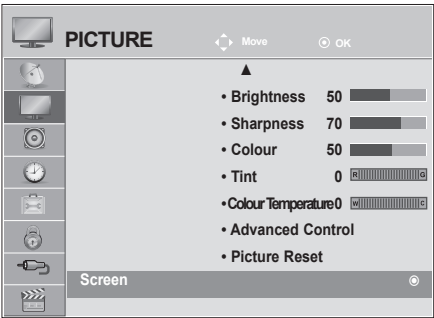 PICTURE Move OK
• Brightness 50
• Sharpness 70
• Colour 50
• Tint 0 R G
• Colour Temperature 0 W C
• Advanced Control
• Picture Reset
Screen